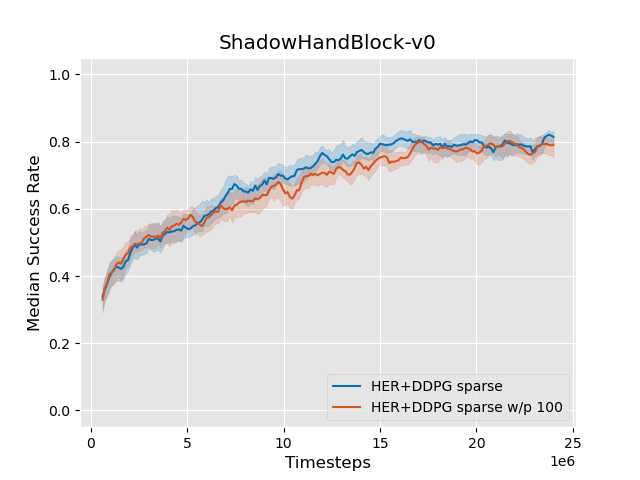 ShadowHandBlock-v0
Median Success Rate
1.0
0.8
0.6
0.4
0.2
0.0
HER+DDPG sparse
HER+DDPG sparse w/p 100
0 5 10 15 20 25
Timesteps
1e6